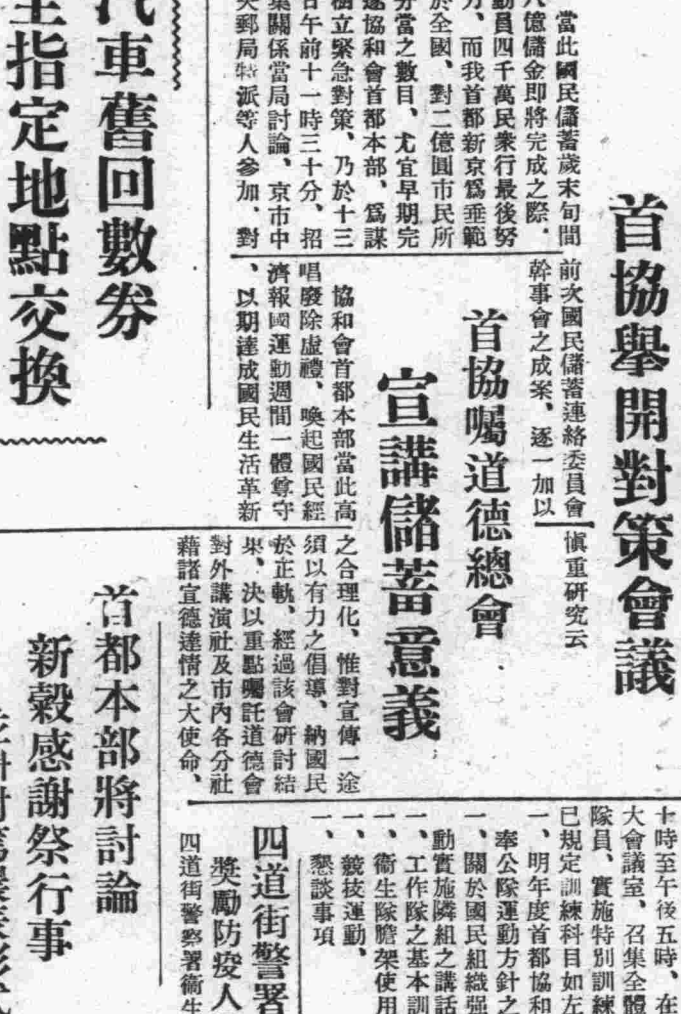 首協擧開對策會議
當此國民儲蓄歲末旬間
億儲金即將完成之際、
動員四千萬民衆行最後努
力、而我首都新京爲垂範
於全國、對二億圓市民所
分當之數目、尤宜早期完
遂協和會首都本部、爲謀
樹立緊急對策、乃於十三
日午前十一時三十分、招
集關係當局討論、京市中
央郵局特派等人參加、對
前次國民儲蓄連絡委員會
幹事會之成案、逐一加以
愼重硏究云
首協囑道德總會
宣講儲蓄意義
協和會首都本部當此高
唱廢除虛禮、喚起國民經
濟報國運動週間一體尊守
、以期達成國民生活革新
之合理化、惟對宣傳一途
須以有力之倡導、納國民
於正軌、經過該會硏討結
果、決以重點囑託道德會
對外講演社及市內各分社
藉諸宣德達情之大使命、
汽車舊回數券
至指定地點交換
首都本部將討論
新穀感謝祭行事
十時至午後五時、在
大會議室、召集全體
隊員、實施特別訓練
已規定訓練科目如左
一、明年度首都協和
奉公隊運動方針之
一、關於國民組織强
動實施隣組之講話
一、工作隊之基本訓
一、衞生隊膽架使用
一、競技運動、
一、懇談事項
四道街警署
獎勵防疫人
四道街警察署衞生